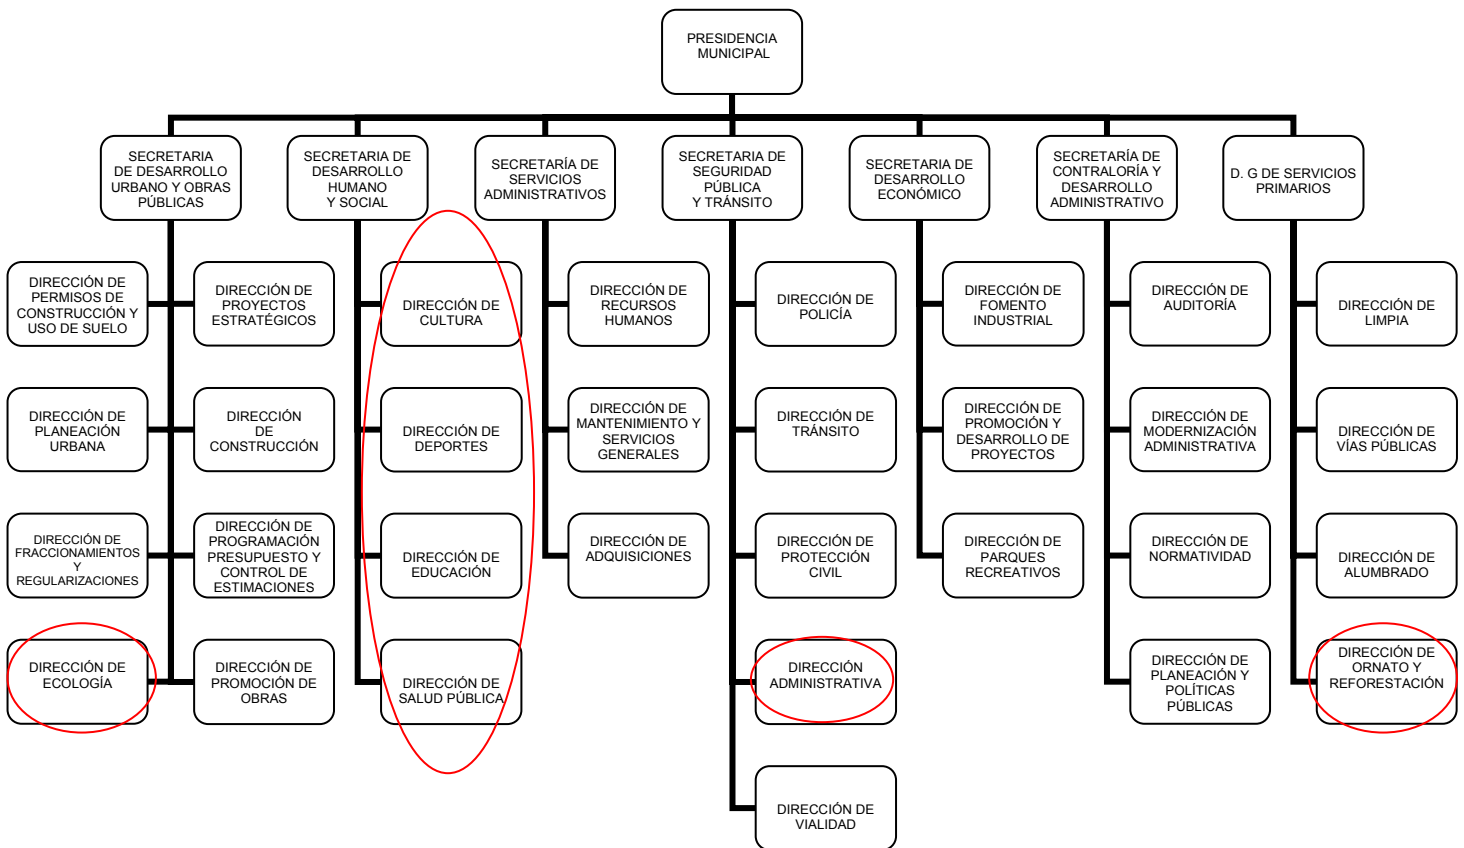 PRESIDENCIA
MUNICIPAL
SECRETARIA
DE DESARROLLO
URBANO Y OBRAS
PÚBLICAS
SECRETARIA DE
DESARROLLO
HUMANO
Y SOCIAL
SECRETARÍA DE
SERVICIOS
ADMINISTRATIVOS
SECRETARIA DE
SEGURIDAD
PÚBLICA
Y TRÁNSITO
SECRETARIA DE
DESARROLLO
ECONÓMICO
SECRETARÍA DE
CONTRALORÍA Y
DESARROLLO
ADMINISTRATIVO
D. G DE SERVICIOS
PRIMARIOS
DIRECCIÓN DE
PERMISOS DE
CONSTRUCCIÓN Y
USO DE SUELO
DIRECCIÓN DE
PROYECTOS
ESTRATÉGICOS
DIRECCIÓN DE
CULTURA
DIRECCIÓN DE
RECURSOS
HUMANOS
DIRECCIÓN DE
POLICÍA
DIRECCIÓN DE
FOMENTO
INDUSTRIAL
DIRECCIÓN DE
AUDITORÍA
DIRECCIÓN DE
LIMPIA
DIRECCIÓN DE
PLANEACIÓN
URBANA
DIRECCIÓN
DE
CONSTRUCCIÓN
DIRECCIÓN DE
DEPORTES
DIRECCIÓN DE
MANTENIMIENTO Y
SERVICIOS
GENERALES
DIRECCIÓN DE
TRÁNSITO
DIRECCIÓN DE
PROMOCIÓN Y
DESARROLLO DE
PROYECTOS
DIRECCIÓN DE
MODERNIZACIÓN
ADMINISTRATIVA
DIRECCIÓN DE
VÍAS PÚBLICAS
DIRECCIÓN DE
FRACCIONAMIENTOS
Y
REGULARIZACIONES
DIRECCIÓN DE
PROGRAMACIÓN
PRESUPUESTO Y
CONTROL DE
ESTIMACIONES
DIRECCIÓN DE
EDUCACIÓN
DIRECCIÓN DE
ADQUISICIONES
DIRECCIÓN DE
PROTECCIÓN
CIVIL
DIRECCIÓN DE
PARQUES
RECREATIVOS
DIRECCIÓN DE
NORMATIVIDAD
DIRECCIÓN DE
ALUMBRADO
DIRECCIÓN DE
ECOLOGÍA
DIRECCIÓN DE
PROMOCIÓN DE
OBRAS
DIRECCIÓN DE
SALUD PÚBLICA
DIRECCIÓN
ADMINISTRATIVA
DIRECCIÓN DE
PLANEACIÓN Y
POLÍTICAS
PÚBLICAS
DIRECCIÓN DE
ORNATO Y
REFORESTACIÓN
DIRECCIÓN DE
VIALIDAD